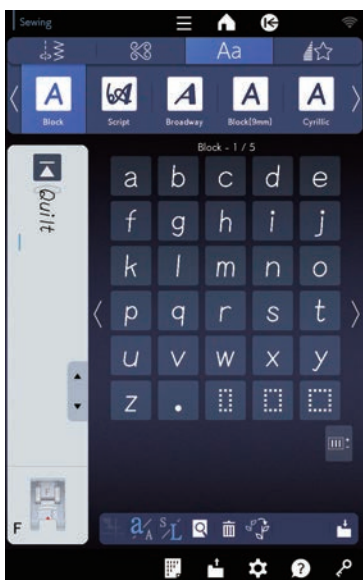 Sewing
Aa
A
A
A
A
A
Block
Script
Broadway
Block(9mm)
Cyrillic
Block - 1 / 5
Quilt
a b c d e
f g h i j
k l m n o
p q r s t
u v w x y
z .
F
a/A S/L
?